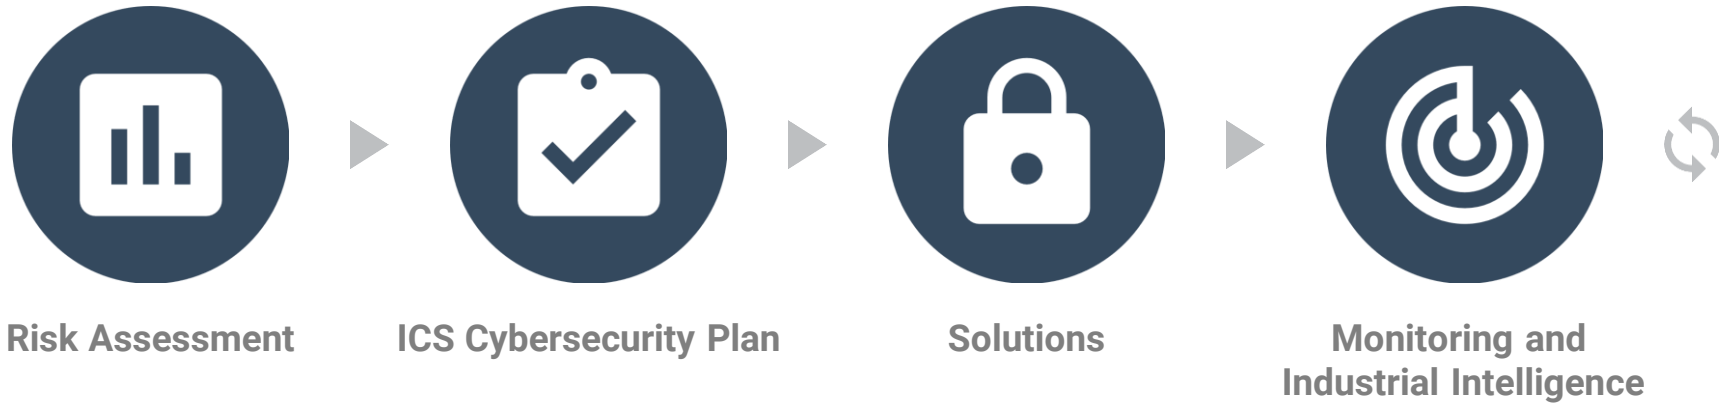 Risk Assessment
ICS Cybersecurity Plan
Solutions
Monitoring and
Industrial Intelligence